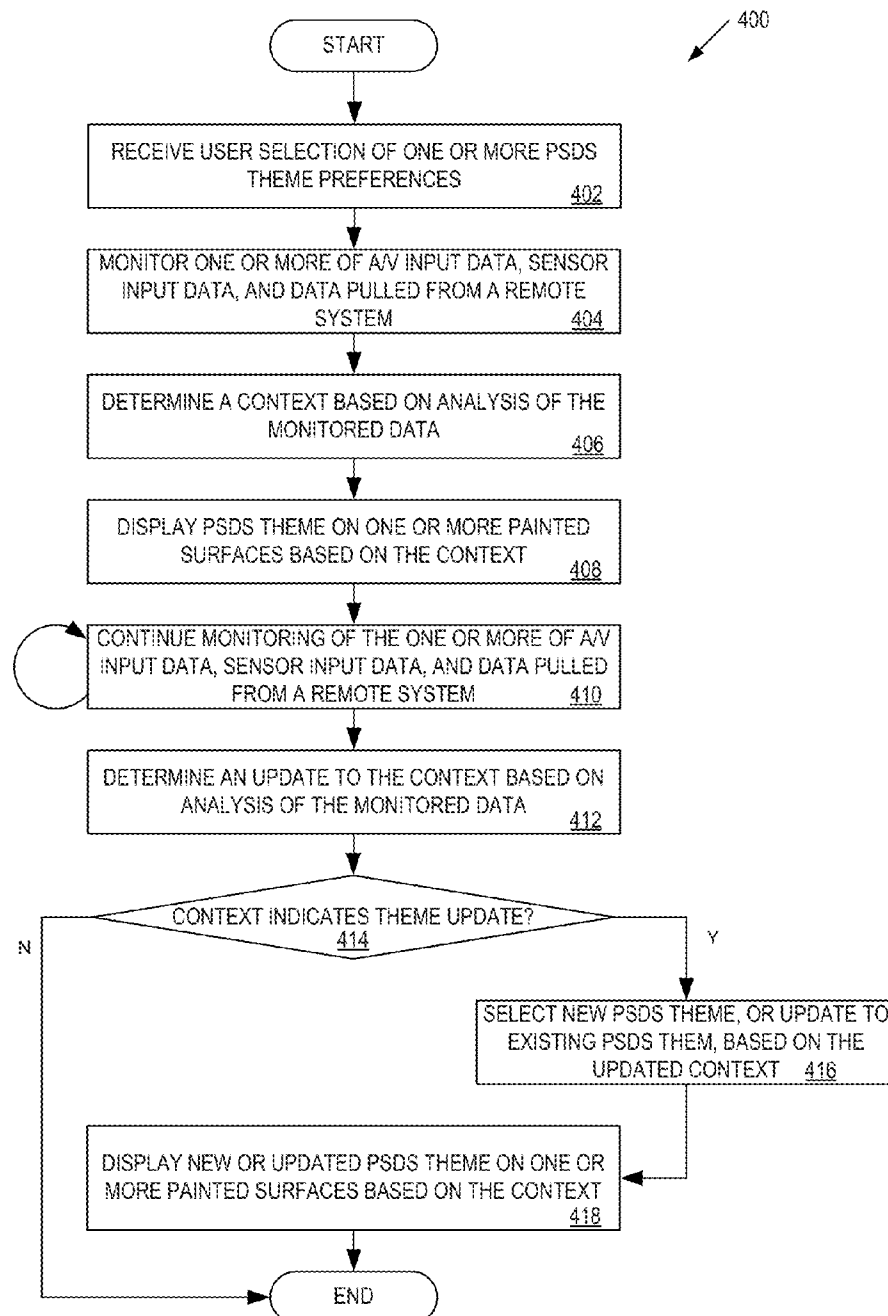 START
400
RECEIVE USER SELECTION OF ONE OR MORE PSDS
THEME PREFERENCES
402
MONITOR ONE OR MORE OF A/V INPUT DATA, SENSOR
INPUT DATA, AND DATA PULLED FROM A REMOTE
SYSTEM
404
DETERMINE A CONTEXT BASED ON ANALYSIS OF THE
MONITORED DATA
406
DISPLAY PSDS THEME ON ONE OR MORE PAINTED
SURFACES BASED ON THE CONTEXT
408
CONTINUE MONITORING OF THE ONE OR MORE OF A/V
INPUT DATA, SENSOR INPUT DATA, AND DATA PULLED
FROM A REMOTE SYSTEM
410
DETERMINE AN UPDATE TO THE CONTEXT BASED ON
ANALYSIS OF THE MONITORED DATA
412
CONTEXT INDICATES THEME UPDATE?
414
N
Y
SELECT NEW PSDS THEME, OR UPDATE TO
EXISTING PSDS THEM, BASED ON THE
UPDATED CONTEXT 416
DISPLAY NEW OR UPDATED PSDS THEME ON ONE OR
MORE PAINTED SURFACES BASED ON THE CONTEXT
418
END